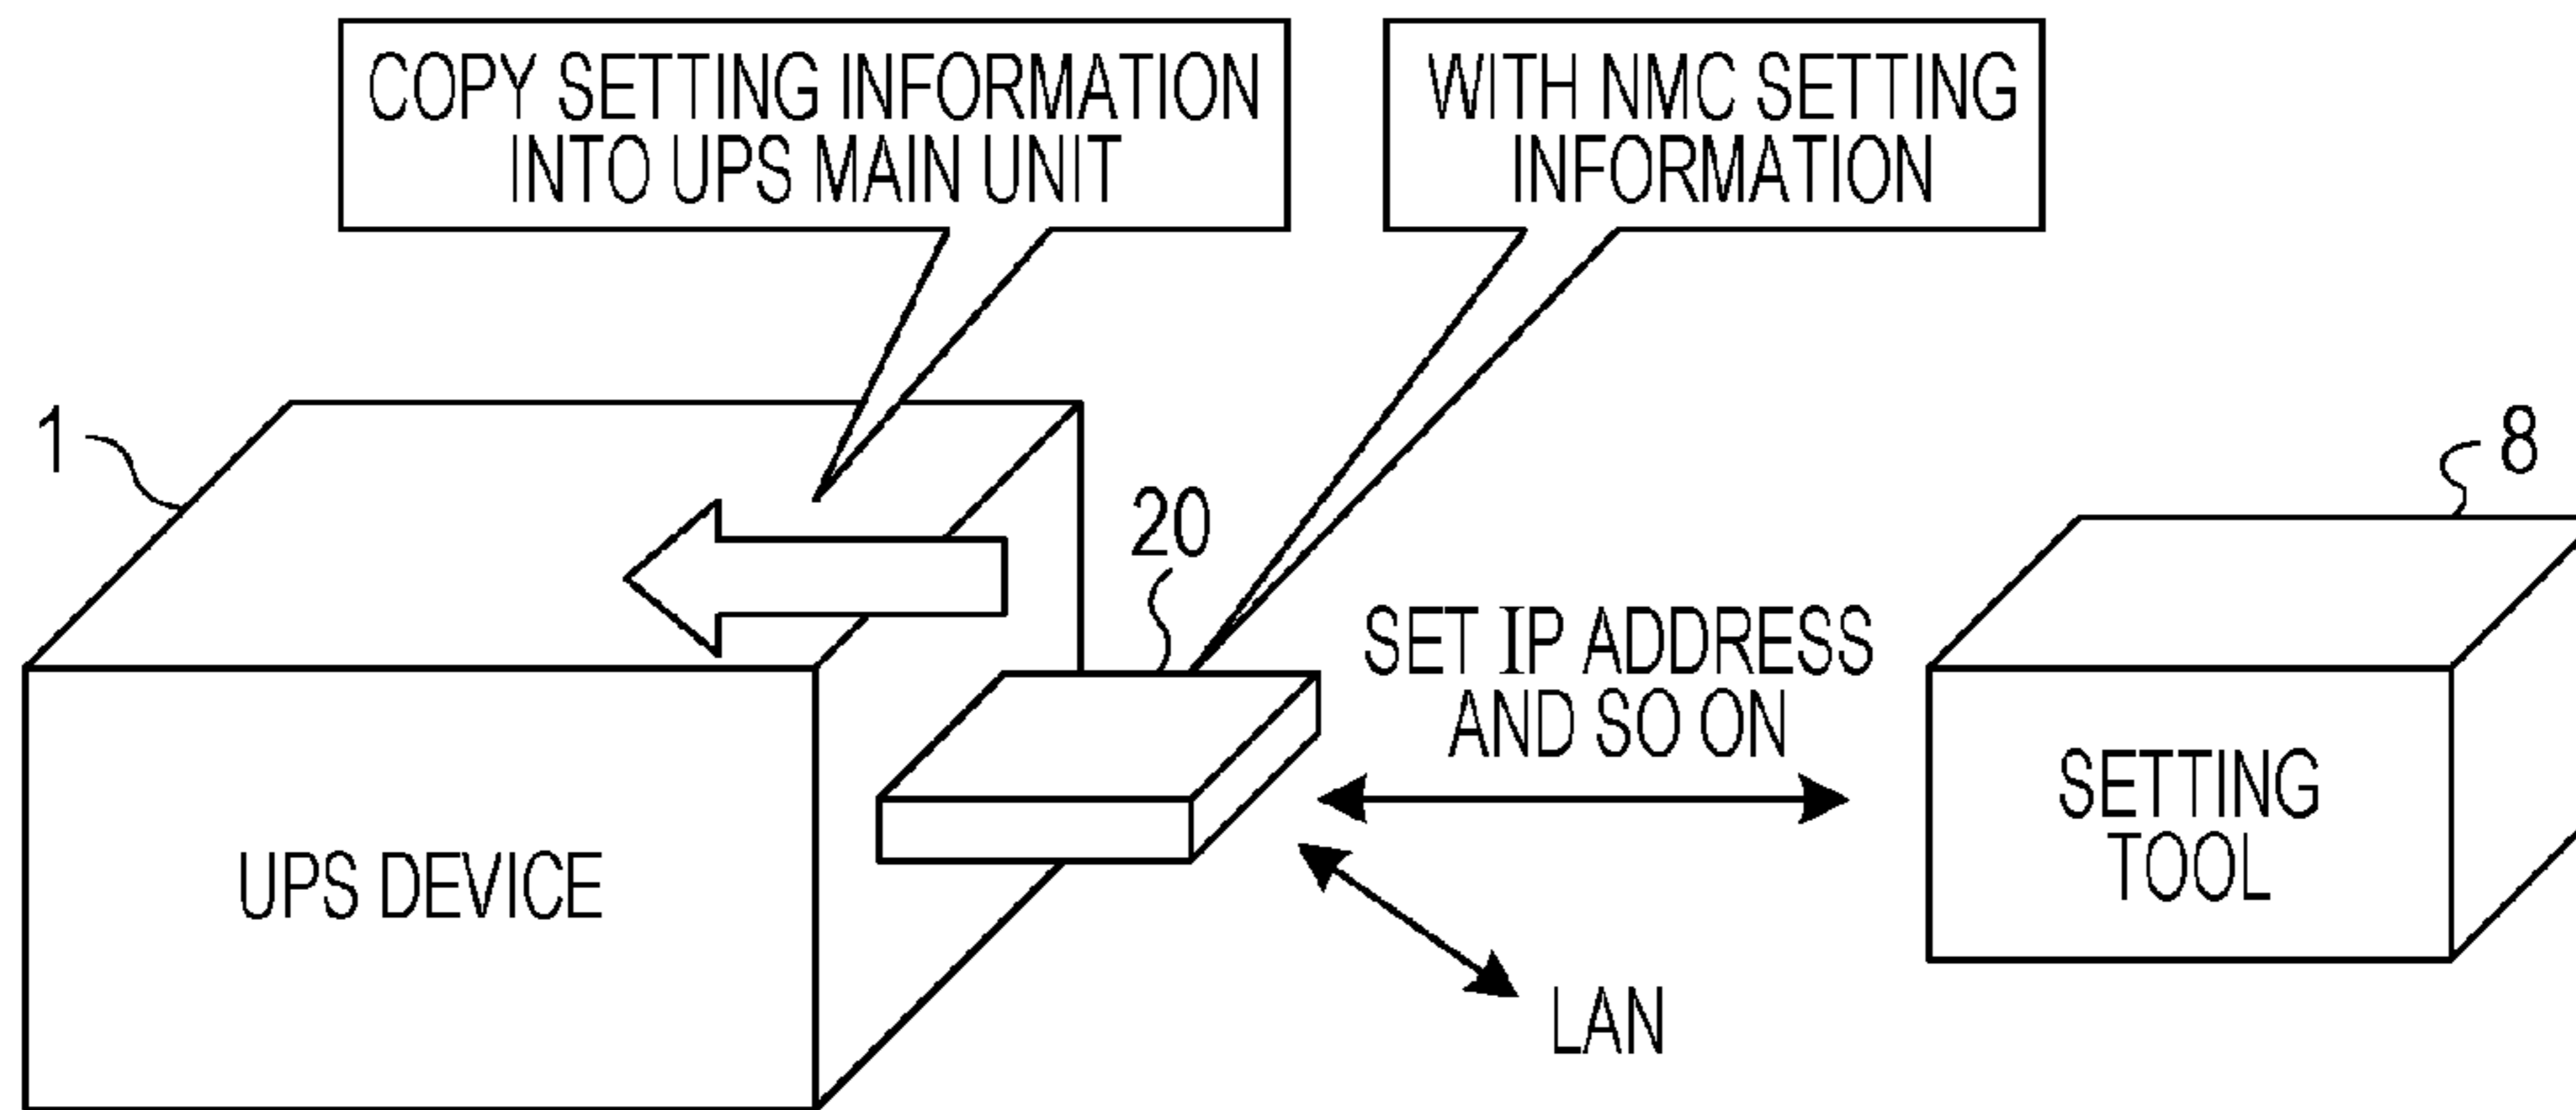 COPY SETTING INFORMATION
INTO UPS MAIN UNIT
WITH NMC SETTING
INFORMATION
1
8
20
SET IP ADDRESS
AND SO ON
SETTING
TOOL
UPS DEVICE
LAN